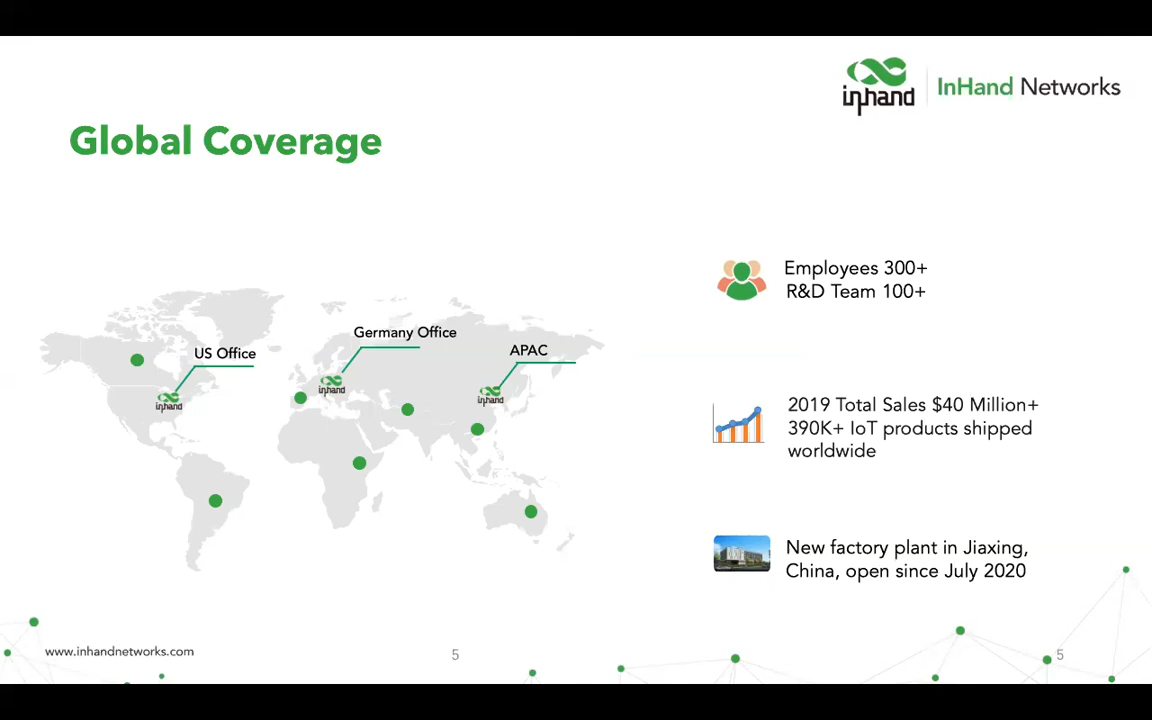 inhand
InHand Networks
Global Coverage
US Office
Germany Office
APAC
inhand
inhand
inhand
Employees 300+
R&D Team 100+
2019 Total Sales $40 Million+
390K+ IoT products shipped
worldwide
New factory plant in Jiaxing,
China, open since July 2020
www.inhandnetworks.com
5
5